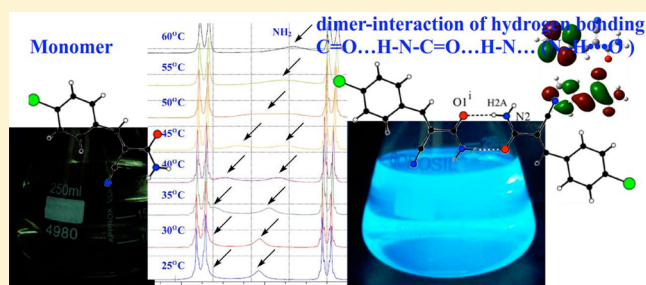 Monomer
60°C
55°C
50°C
45°C
40°C
35°C
30°C
25°C
NH2
dimer-interaction of hydrogen bonding
C=O…H-N-C=O…H-N…
O1i
H2A
N2
250ml
4980